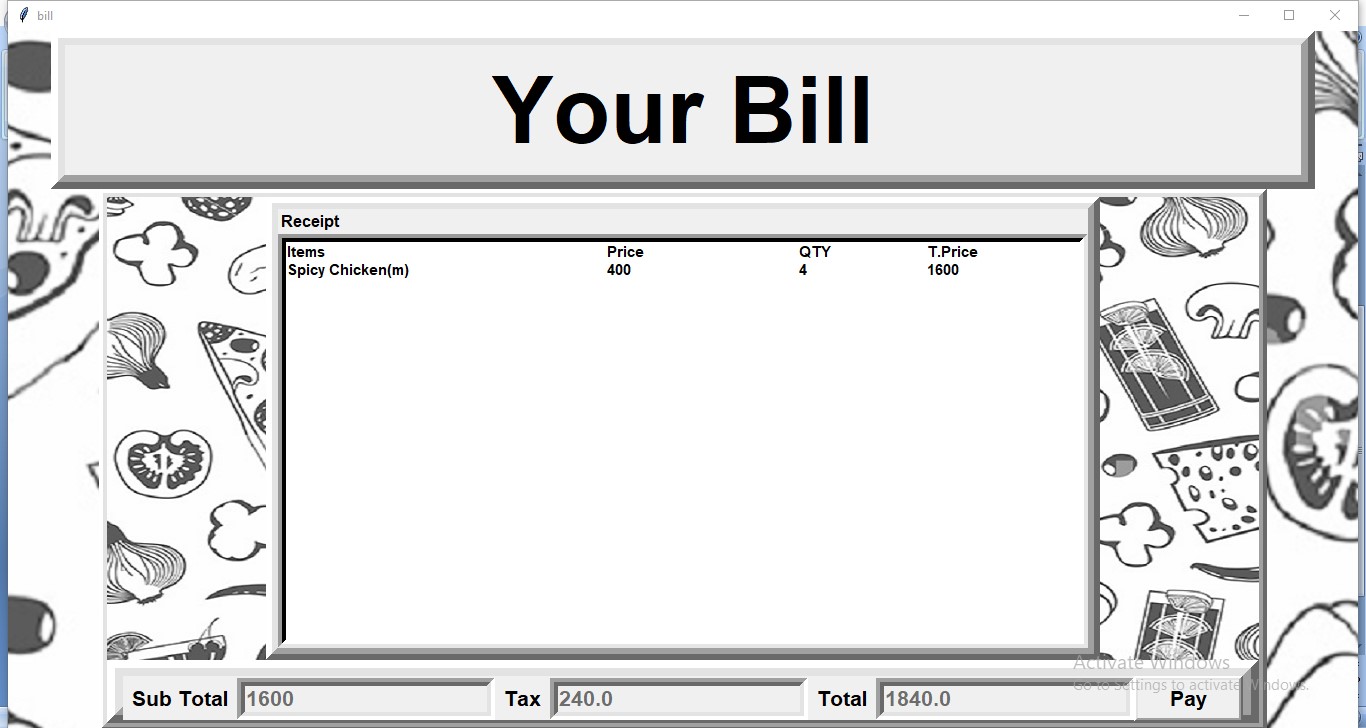 bill
Your Bill
Receipt
Items Price QTY T.Price
Spicy Chicken(m) 400 4 1600
Activate Windows
Go to Settings to activate Windows.
Sub Total 1600 Tax 240.0 Total 1840.0 Pay